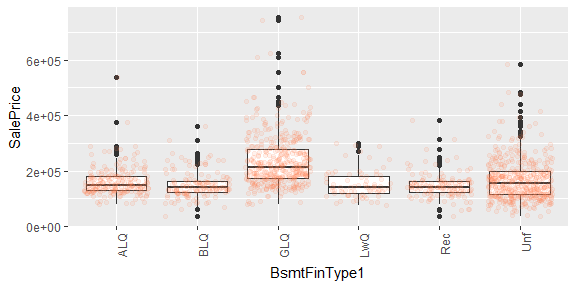 SalePrice
6e+05
4e+05
2e+05
0e+00
ALQ
BLQ
GLQ
LwQ
Rec
Unf
BsmtFinType1